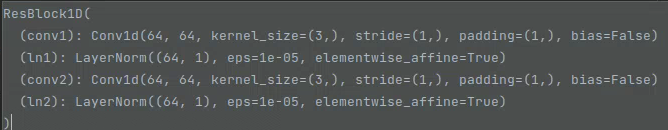 ResBlock1D(
  (conv1): Conv1d(64, 64, kernel_size=(3,), stride=(1,), padding=(1,), bias=False)
  (ln1): LayerNorm((64, 1), eps=1e-05, elementwise_affine=True)
  (conv2): Conv1d(64, 64, kernel_size=(3,), stride=(1,), padding=(1,), bias=False)
  (ln2): LayerNorm((64, 1), eps=1e-05, elementwise_affine=True)
)